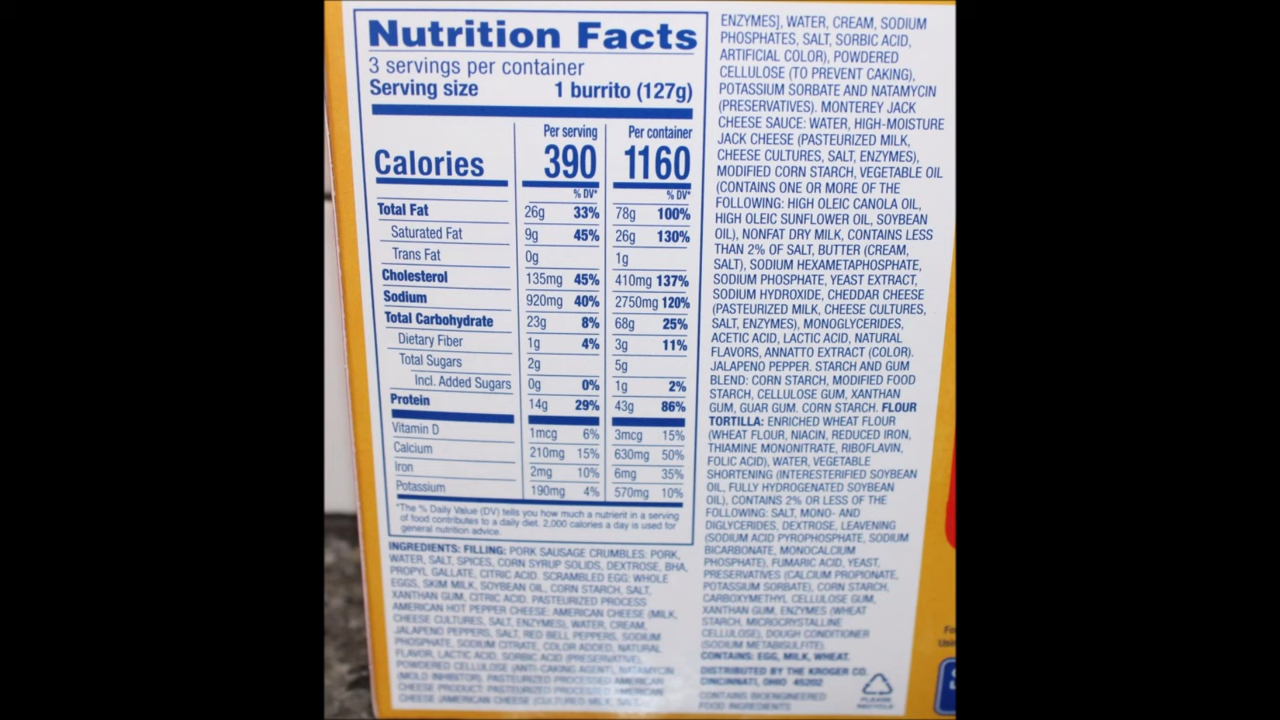 Nutrition Facts
3 servings per container
Serving size 1 burrito (127g)
Per serving Per container
Calories 390 1160
% DV* % DV*
Total Fat 26g 33% 78g 100%
Saturated Fat 9g 45% 26g 130%
Trans Fat 0g 1g
Cholesterol 135mg 45% 410mg 137%
Sodium 920mg 40% 2750mg 120%
Total Carbohydrate 23g 8% 68g 25%
Dietary Fiber 1g 4% 3g 11%
Total Sugars 2g 5g
Incl. Added Sugars 0g 0% 1g 2%
Protein 14g 29% 43g 86%
Vitamin D 1mcg 6% 3mcg 15%
Calcium 210mg 15% 630mg 50%
Iron 2mg 10% 6mg 35%
Potassium 190mg 4% 570mg 10%
*The % Daily Value (DV) tells you how much a nutrient in a serving
of food contributes to a daily diet. 2,000 calories a day is used for
general nutrition advice.
INGREDIENTS: FILLING: PORK SAUSAGE CRUMBLES: PORK,
WATER, SALT, SPICES, CORN SYRUP SOLIDS, DEXTROSE, BHA,
PROPYL GALLATE, CITRIC ACID. SCRAMBLED EGG: WHOLE
EGGS, SKIM MILK, SOYBEAN OIL, CORN STARCH, SALT,
XANTHAN GUM, CITRIC ACID. PASTEURIZED PROCESS
AMERICAN HOT PEPPER CHEESE: AMERICAN CHEESE (MILK,
CHEESE CULTURES, SALT, ENZYMES), WATER, CREAM,
JALAPENO PEPPERS, SALT, RED BELL PEPPERS, SODIUM
PHOSPHATE, SODIUM CITRATE, COLOR ADDED, NATURAL
FLAVOR, LACTIC ACID, SORBIC ACID (PRESERVATIVE),
POWDERED CELLULOSE (ANTI-CAKING AGENT), NATAMYCIN
(MOLD INHIBITOR). PASTEURIZED PROCESSED AMERICAN
CHEESE PRODUCT: PASTEURIZED PROCESSED AMERICAN
CHEESE (AMERICAN CHEESE (CULTURED MILK, SALT,
ENZYMES], WATER, CREAM, SODIUM
PHOSPHATES, SALT, SORBIC ACID,
ARTIFICIAL COLOR), POWDERED
CELLULOSE (TO PREVENT CAKING),
POTASSIUM SORBATE AND NATAMYCIN
(PRESERVATIVES). MONTEREY JACK
CHEESE SAUCE: WATER, HIGH-MOISTURE
JACK CHEESE (PASTEURIZED MILK,
CHEESE CULTURES, SALT, ENZYMES),
MODIFIED CORN STARCH, VEGETABLE OIL
(CONTAINS ONE OR MORE OF THE
FOLLOWING: HIGH OLEIC CANOLA OIL,
HIGH OLEIC SUNFLOWER OIL, SOYBEAN
OIL), NONFAT DRY MILK, CONTAINS LESS
THAN 2% OF SALT, BUTTER (CREAM,
SALT), SODIUM HEXAMETAPHOSPHATE,
SODIUM PHOSPHATE, YEAST EXTRACT,
SODIUM HYDROXIDE, CHEDDAR CHEESE
(PASTEURIZED MILK, CHEESE CULTURES,
SALT, ENZYMES), MONOGLYCERIDES,
ACETIC ACID, LACTIC ACID, NATURAL
FLAVORS, ANNATTO EXTRACT (COLOR).
JALAPENO PEPPER. STARCH AND GUM
BLEND: CORN STARCH, MODIFIED FOOD
STARCH, CELLULOSE GUM, XANTHAN
GUM, GUAR GUM. CORN STARCH. FLOUR
TORTILLA: ENRICHED WHEAT FLOUR
(WHEAT FLOUR, NIACIN, REDUCED IRON,
THIAMINE MONONITRATE, RIBOFLAVIN,
FOLIC ACID), WATER, VEGETABLE
SHORTENING (INTERESTERIFIED SOYBEAN
OIL, FULLY HYDROGENATED SOYBEAN
OIL), CONTAINS 2% OR LESS OF THE
FOLLOWING: SALT, MONO- AND
DIGLYCERIDES, DEXTROSE, LEAVENING
(SODIUM ACID PYROPHOSPHATE, SODIUM
BICARBONATE, MONOCALCIUM
PHOSPHATE), FUMARIC ACID, YEAST,
PRESERVATIVES (CALCIUM PROPIONATE,
POTASSIUM SORBATE), CORN STARCH,
CARBOXYMETHYL CELLULOSE GUM,
XANTHAN GUM, ENZYMES (WHEAT
STARCH, MICROCRYSTALLINE
CELLULOSE), DOUGH CONDITIONER
(SODIUM METABISULFITE).
CONTAINS: EGG, MILK, WHEAT.
DISTRIBUTED BY THE KROGER CO.
CINCINNATI, OHIO 45202
CONTAINS BIOENGINEERED
FOOD INGREDIENTS
PLEASE
RECYCLE